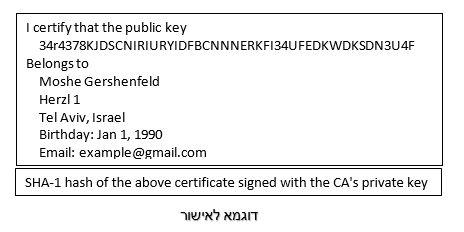 I certify that the public key
34r4378KJDSCNIRIURYIDFBCNNNERKFI34UFEDKWDKSDN3U4F
Belongs to
Moshe Gershenfeld
Herzl 1
Tel Aviv, Israel
Birthday: Jan 1, 1990
Email: example@gmail.com
SHA-1 hash of the above certificate signed with the CA's private key
דוגמא לאישור